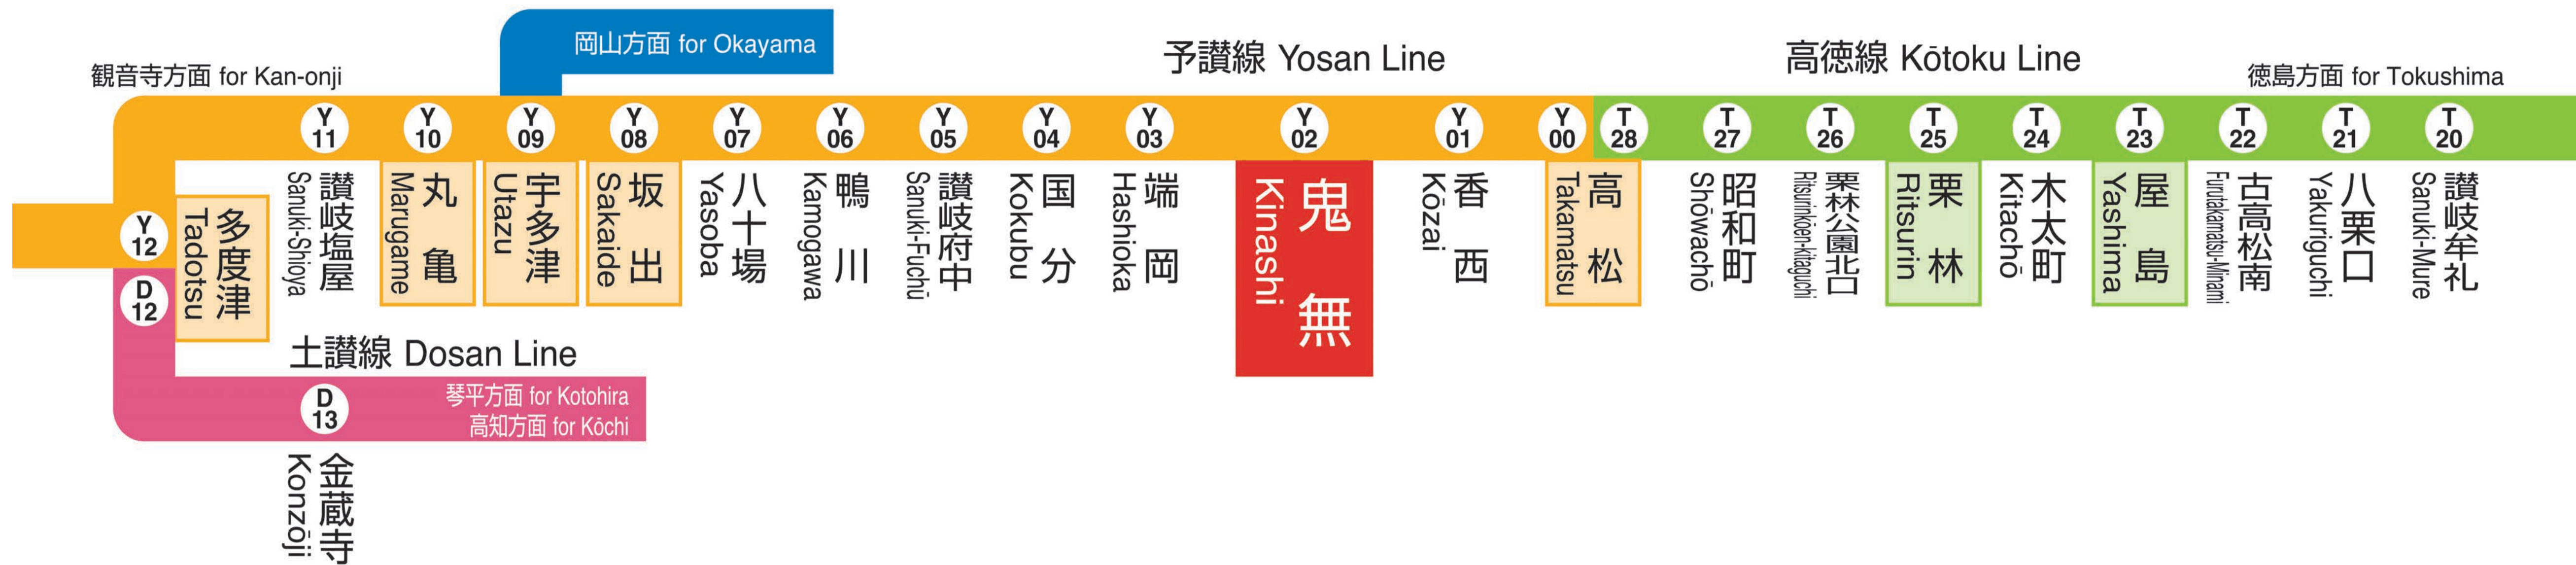 岡山方面 for Okayama
観音寺方面 for Kan-onji
予讃線 Yosan Line
高徳線 Kōtoku Line
徳島方面 for Tokushima
Y 12
D 12
多度津
Tadotsu
Y 11
讃岐塩屋
Sanuki-Shioya
Y 10
丸亀
Marugame
Y 09
宇多津
Utazu
Y 08
坂出
Sakaide
Y 07
八十場
Yasoba
Y 06
鴨川
Kamogawa
Y 05
讃岐府中
Sanuki-Fuchū
Y 04
国分
Kokubu
Y 03
端岡
Hashioka
Y 02
鬼無
Kinashi
Y 01
香西
Kōzai
Y 00
T 28
高松
Takamatsu
T 27
昭和町
Shōwachō
T 26
栗林公園北口
Ritsurinkōen-kitaguchi
T 25
栗林
Ritsurin
T 24
木太町
Kitachō
T 23
屋島
Yashima
T 22
古高松南
Furutakamatsu-Minami
T 21
八栗口
Yakuriguchi
T 20
讃岐牟礼
Sanuki-Mure
土讃線 Dosan Line
D 13
金蔵寺
Konzōji
琴平方面 for Kotohira
高知方面 for Kōchi